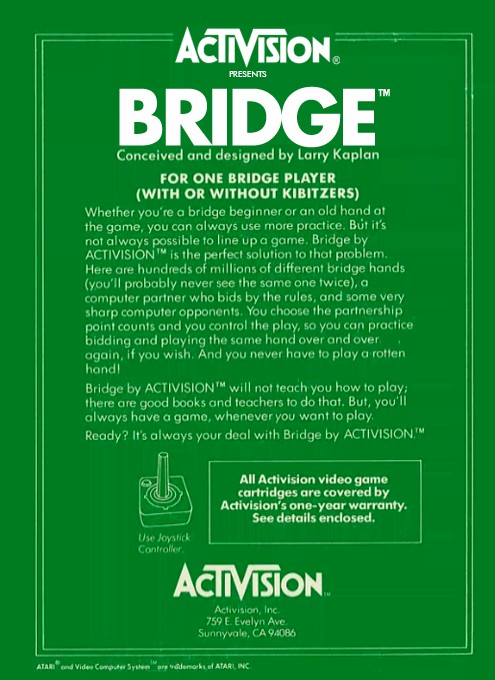 ACTIVISION®
PRESENTS
BRIDGE™
Conceived and designed by Larry Kaplan
FOR ONE BRIDGE PLAYER
(WITH OR WITHOUT KIBITZERS)
Whether you're a bridge beginner or an old hand at
the game, you can always use more practice. But it's
not always possible to line up a game. Bridge by
ACTIVISION™ is the perfect solution to that problem.
Here are hundreds of millions of different bridge hands
(you'll probably never see the same one twice), a
computer partner who bids by the rules, and some very
sharp computer opponents. You choose the partnership
point counts and you control the play, so you can practice
bidding and playing the same hand over and over
again, if you wish. And you never have to play a rotten
hand!
Bridge by ACTIVISION™ will not teach you how to play;
there are good books and teachers to do that. But, you'll
always have a game, whenever you want to play.
Ready? It's always your deal with Bridge by ACTIVISION.™
Use Joystick
Controller.
All Activision video game
cartridges are covered by
Activision's one-year warranty.
See details enclosed.
ACTIVISION™
Activision, Inc.
759 E. Evelyn Ave.
Sunnyvale, CA 94086
ATARI® and Video Computer System™ are trademarks of ATARI, INC.